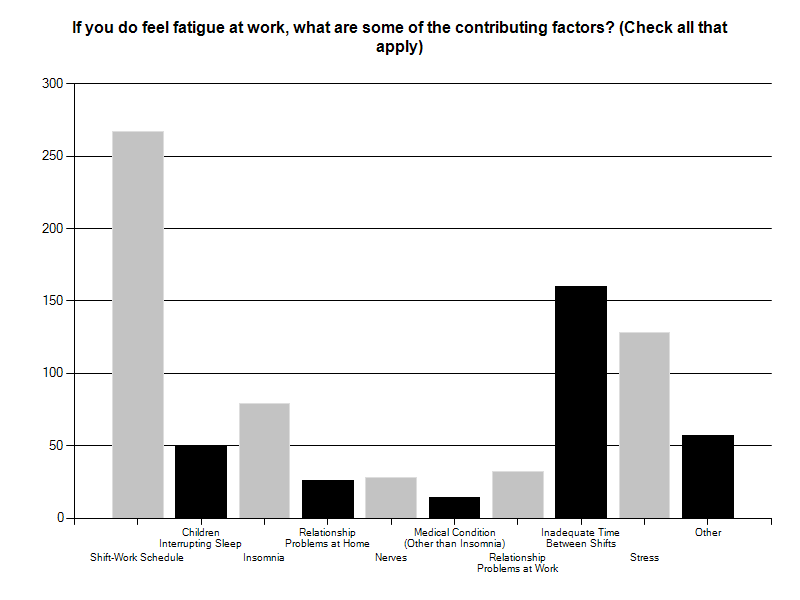 If you do feel fatigue at work, what are some of the contributing factors? (Check all that
apply)
300
250
200
150
100
50
0
Shift-Work Schedule
Children
Interrupting Sleep
Insomnia
Relationship
Problems at Home
Nerves
Medical Condition
(Other than Insomnia)
Relationship
Problems at Work
Inadequate Time
Between Shifts
Stress
Other